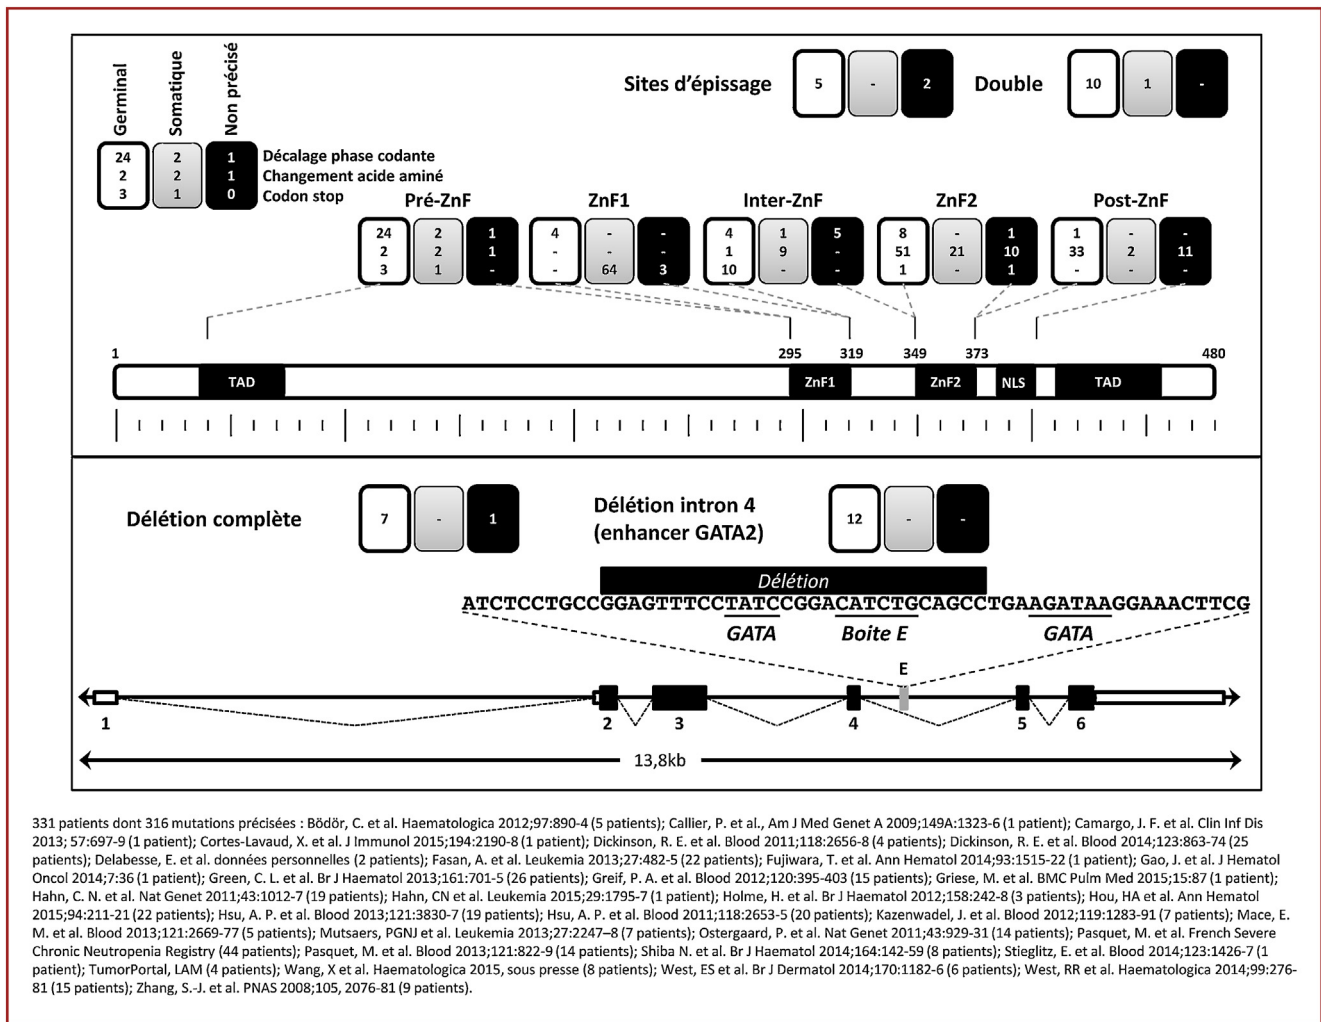 Germinal
Somatique
Non précisé
24 2 1 Décalage phase codante
2 2 1 Changement acide aminé
3 1 0 Codon stop
Sites d'épissage 5 - 2 Double 10 1 -
Pré-ZnF ZnF1 Inter-ZnF ZnF2 Post-ZnF
24 2 1 4 - - 4 1 5 8 - 1 1 - -
2 2 1 - - - 1 9 - 51 21 10 33 2 11
3 1 - - 64 3 10 - - 1 - 1 - - -
1 295 319 349 373 480
TAD ZnF1 ZnF2 NLS TAD
Délétion complète 7 - 1 Délétion intron 4
(enhancer GATA2) 12 - -
Délétion
ATCTCCTGCCGGAGTTTCCTATCCGGACATCTGCAGCCTGAAGATAAGGAAACTTCG
GATA Boite E GATA
E
1 2 3 4 5 6
13,8kb
331 patients dont 316 mutations précisées : Bödör, C. et al. Haematologica 2012;97:890-4 (5 patients); Callier, P. et al., Am J Med Genet A 2009;149A:1323-6 (1 patient); Camargo, J. F. et al. Clin Inf Dis
2013; 57:697-9 (1 patient); Cortes-Lavaud, X. et al. J Immunol 2015;194:2190-8 (1 patient); Dickinson, R. E. et al. Blood 2011;118:2656-8 (4 patients); Dickinson, R. E. et al. Blood 2014;123:863-74 (25
patients); Delabesse, E. et al. données personnelles (2 patients); Fasan, A. et al. Leukemia 2013;27:482-5 (22 patients); Fujiwara, T. et al. Ann Hematol 2014;93:1515-22 (1 patient); Gao, J. et al. J Hematol
Oncol 2014;7:36 (1 patient); Green, C. L. et al. Br J Haematol 2013;161:701-5 (26 patients); Greif, P. A. et al. Blood 2012;120:395-403 (15 patients); Griese, M. et al. BMC Pulm Med 2015;15:87 (1 patient);
Hahn, C. N. et al. Nat Genet 2011;43:1012-7 (19 patients); Hahn, CN et al. Leukemia 2015;29:1795-7 (1 patient); Holme, H. et al. Br J Haematol 2012;158:242-8 (3 patients); Hou, HA et al. Ann Hematol
2015;94:211-21 (22 patients); Hsu, A. P. et al. Blood 2013;121:3830-7 (19 patients); Hsu, A. P. et al. Blood 2011;118:2653-5 (20 patients); Kazenwadel, J. et al. Blood 2012;119:1283-91 (7 patients); Mace, E.
M. et al. Blood 2013;121:2669-77 (5 patients); Mutsaers, PGNJ et al. Leukemia 2013;27:2247–8 (7 patients); Ostergaard, P. et al. Nat Genet 2011;43:929-31 (14 patients); Pasquet, M. et al. French Severe
Chronic Neutropenia Registry (44 patients); Pasquet, M. et al. Blood 2013;121:822-9 (14 patients); Shiba N. et al. Br J Haematol 2014;164:142-59 (8 patients); Stieglitz, E. et al. Blood 2014;123:1426-7 (1
patient); TumorPortal, LAM (4 patients); Wang, X et al. Haematologica 2015, sous presse (8 patients); West, ES et al. Br J Dermatol 2014;170:1182-6 (6 patients); West, RR et al. Haematologica 2014;99:276-
81 (15 patients); Zhang, S.-J. et al. PNAS 2008;105, 2076-81 (9 patients).